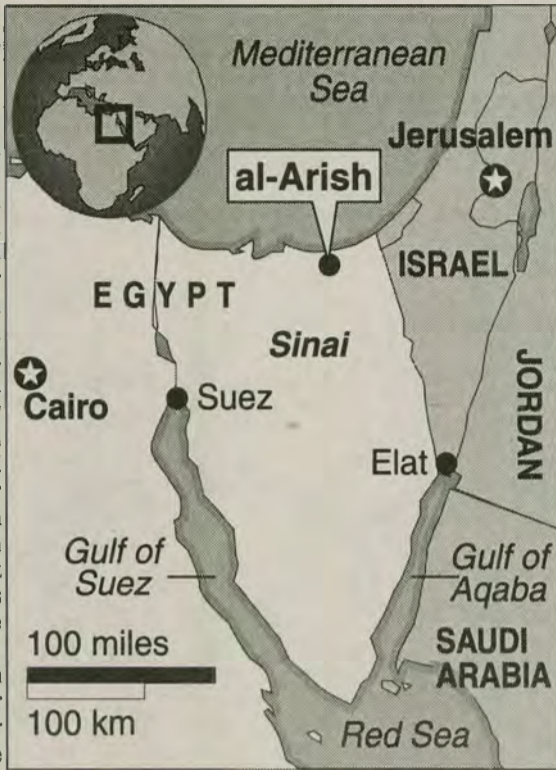 Mediterranean
Sea
Jerusalem
al-Arish
ISRAEL
EGYPT
Sinai
JORDAN
Cairo
Suez
Elat
Gulf of
Suez
Gulf of
Aqaba
100 miles
100 km
SAUDI
ARABIA
Red Sea